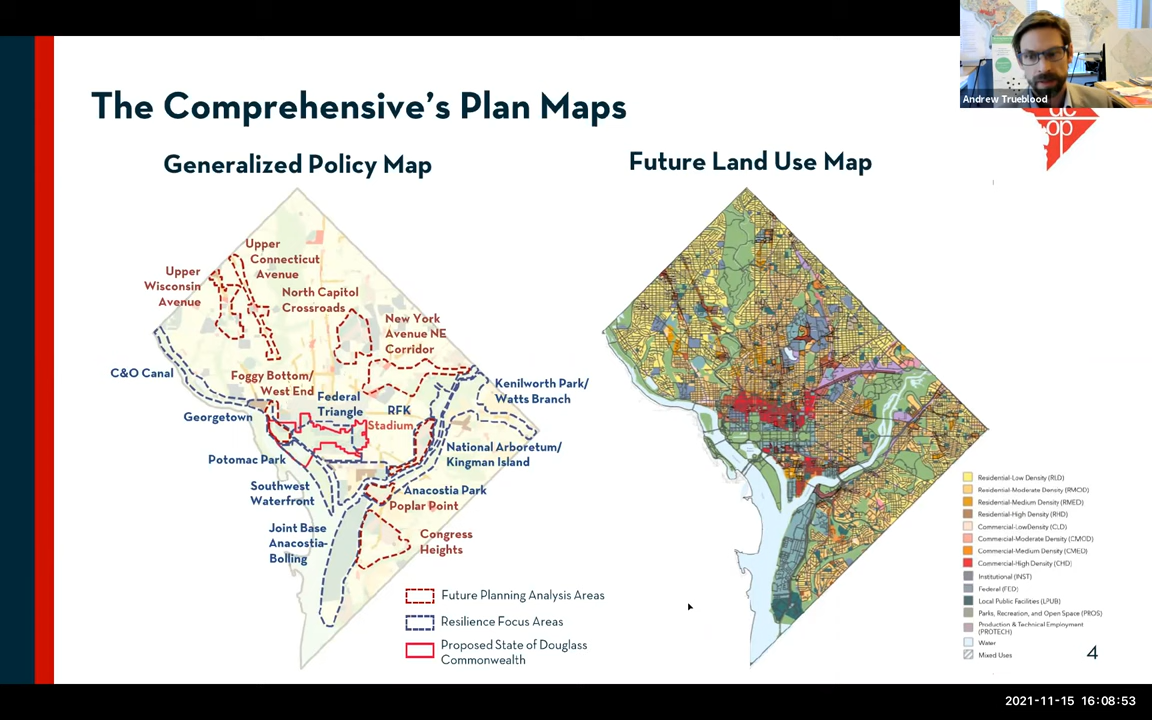 Andrew Trueblood
dc
op
The Comprehensive's Plan Maps
Generalized Policy Map
Upper
Connecticut
Avenue
Upper
Wisconsin
Avenue
North Capitol
Crossroads
New York
Avenue NE
Corridor
C&O Canal
Foggy Bottom/
West End
Federal
Triangle
RFK
Stadium
Kenilworth Park/
Watts Branch
Georgetown
National Arboretum/
Kingman Island
Potomac Park
Southwest
Waterfront
Anacostia Park
Poplar Point
Joint Base
Anacostia-
Bolling
Congress
Heights
Future Planning Analysis Areas
Resilience Focus Areas
Proposed State of Douglass
Commonwealth
Future Land Use Map
Residential-Low Density (RLD)
Residential-Moderate Density (RMOD)
Residential-Medium Density (RMED)
Residential-High Density (RHD)
Commercial-LowDensity (CLD)
Commercial-Moderate Density (CMOD)
Commercial-Medium Density (CMED)
Commercial-High Density (CHD)
Institutional (INST)
Federal (FED)
Local Public Facilities (LPUB)
Parks, Recreation, and Open Space (PROS)
Production & Technical Employment
(PROTECH)
Water
Mixed Uses
4
2021-11-15 16:08:53